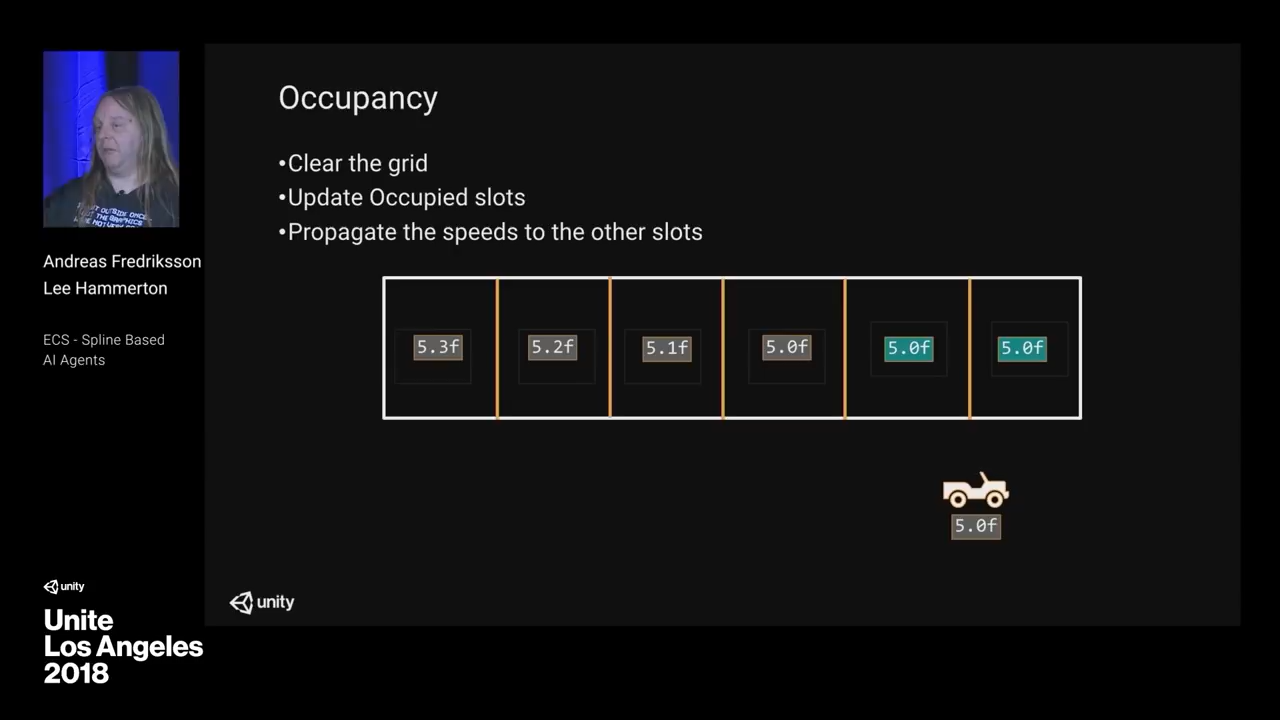 Occupancy
•Clear the grid
•Update Occupied slots
•Propagate the speeds to the other slots
5.3f 5.2f 5.1f 5.0f 5.0f 5.0f
5.0f
unity
Andreas Fredriksson
Lee Hammerton
ECS - Spline Based
AI Agents
unity
Unite
Los Angeles
2018